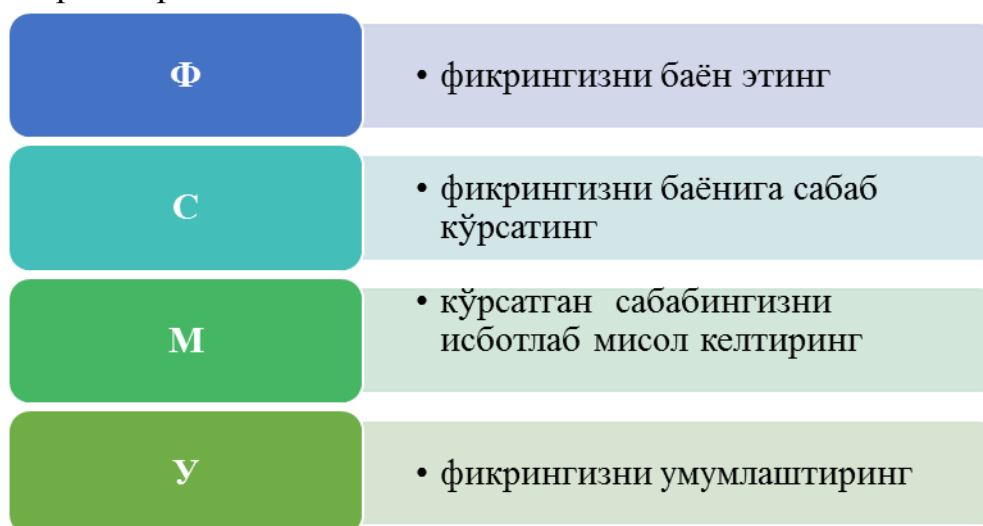 Ф
• фикрингизни баён этинг
С
• фикрингизни баёнига сабаб
кўрсатинг
М
• кўрсатган сабабингизни
исботлаб мисол келтиринг
У
• фикрингизни умумлаштиринг